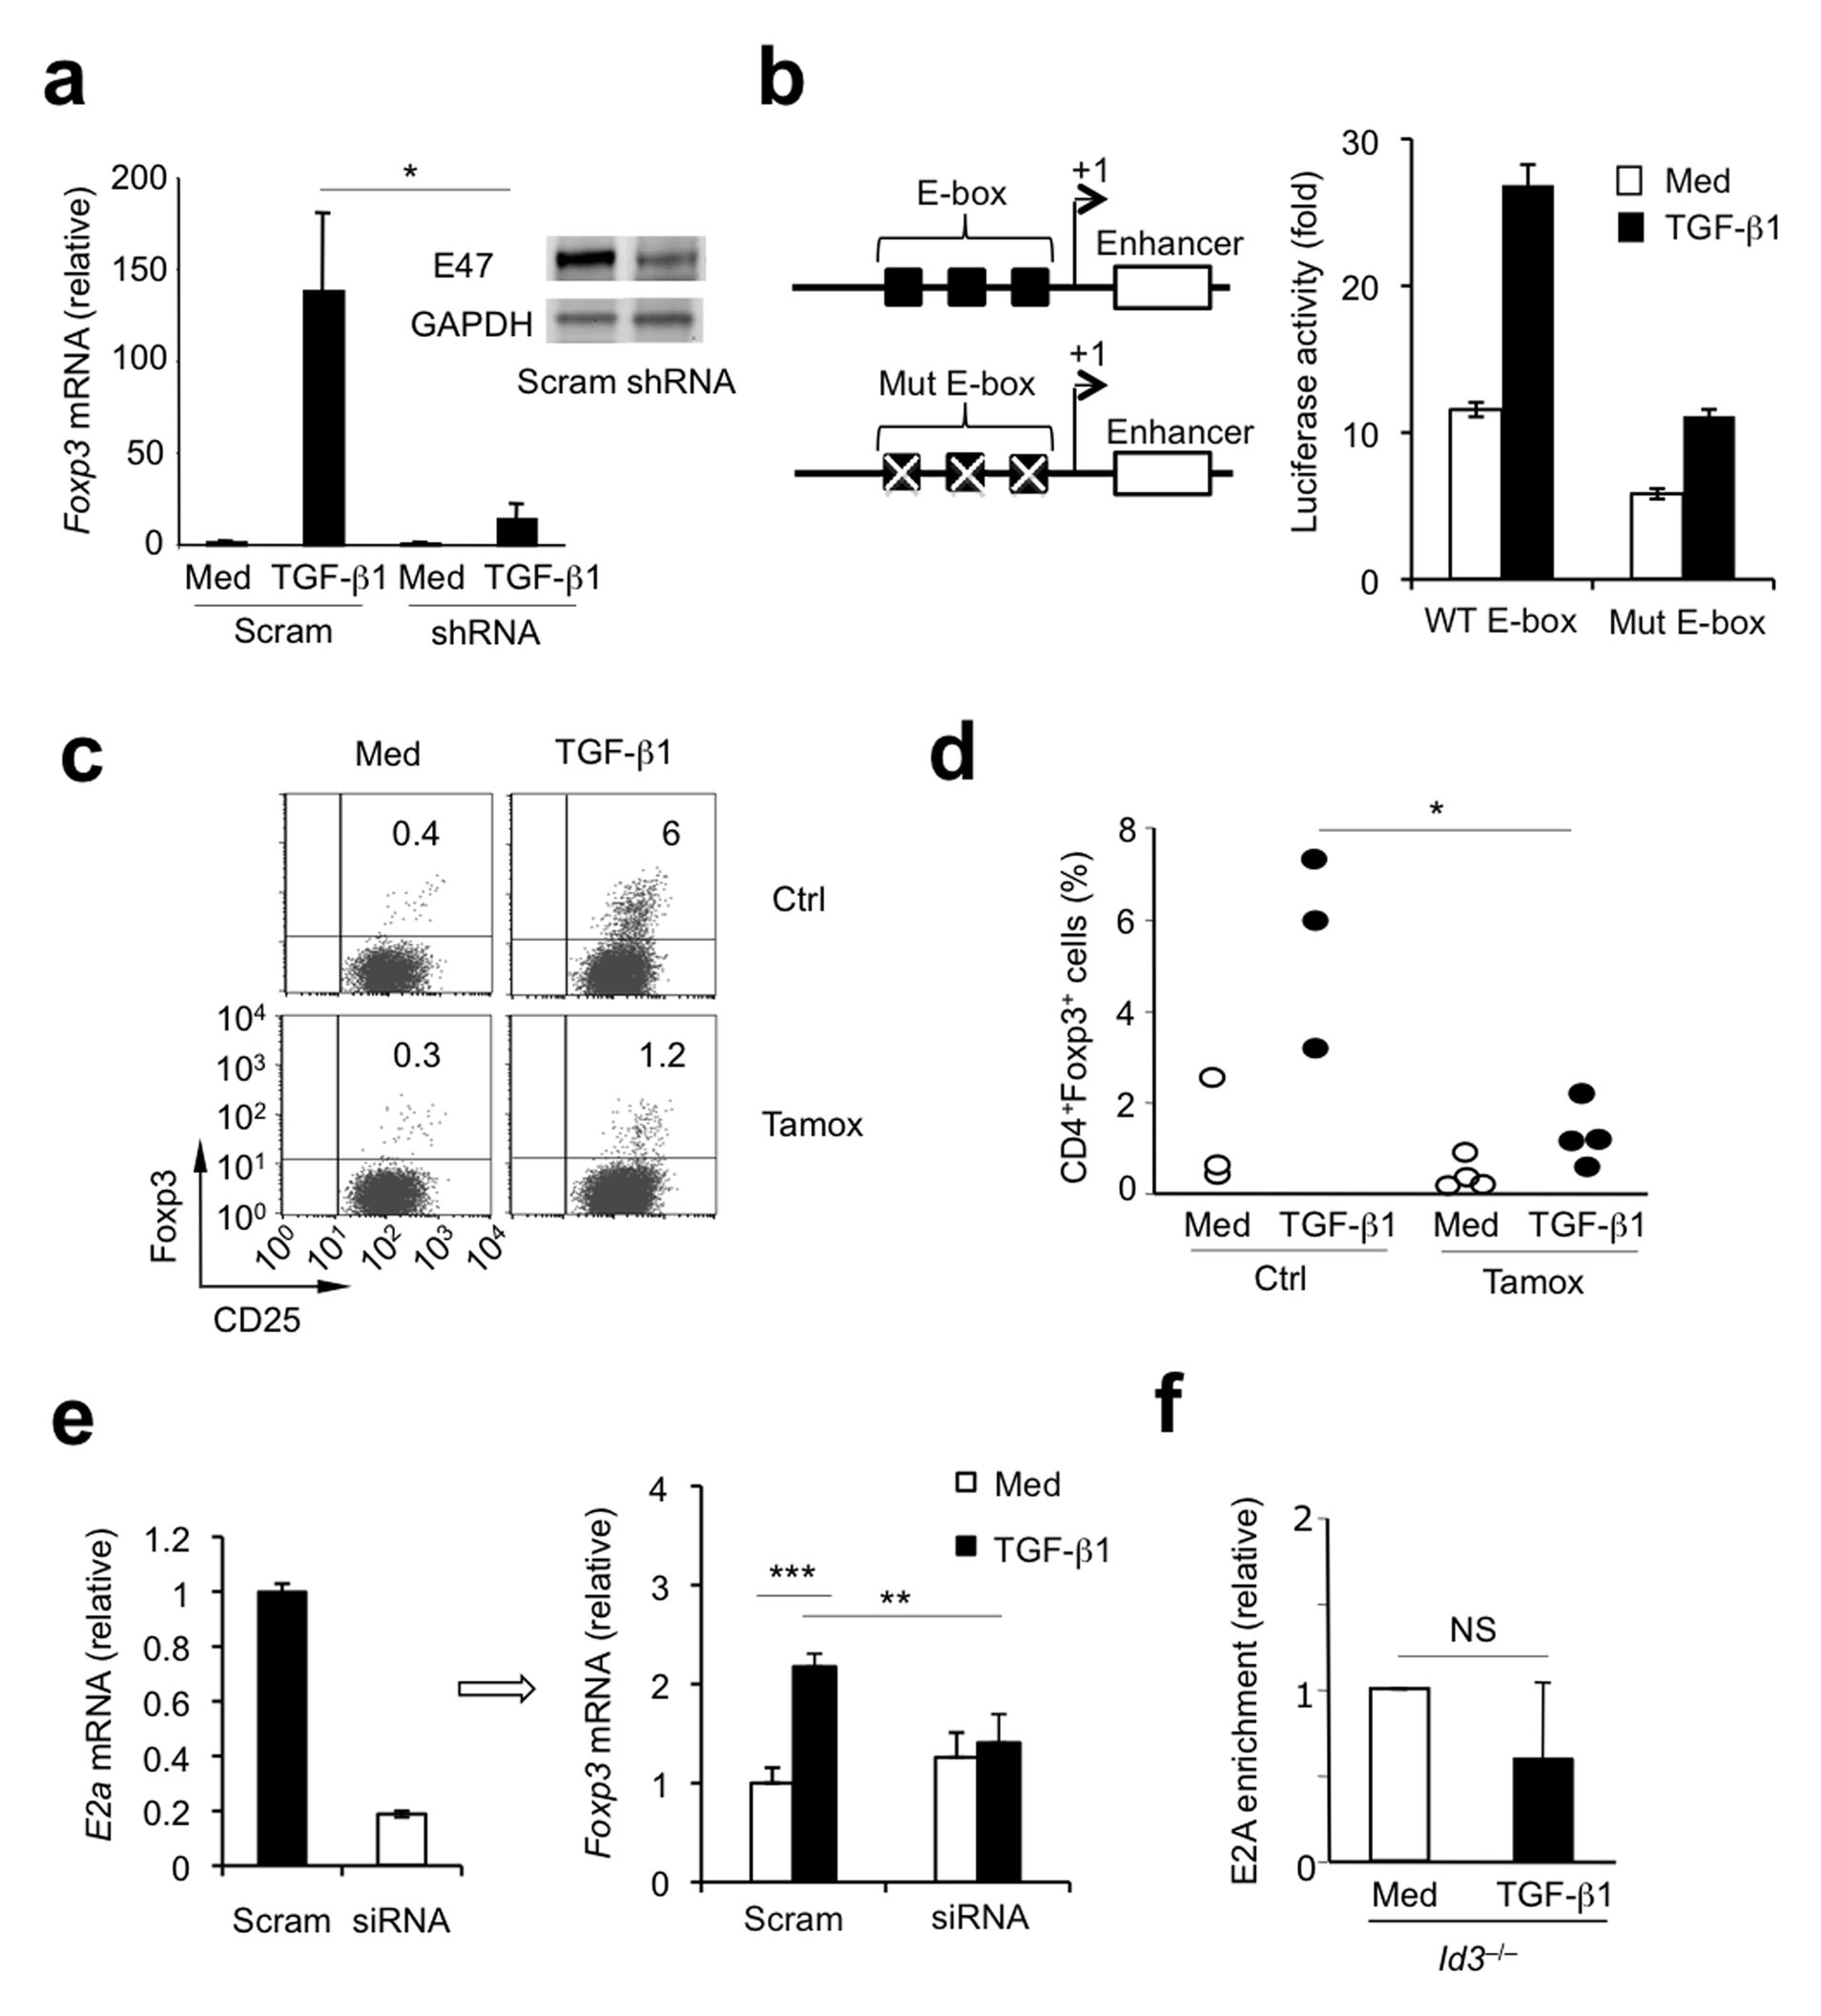 a
Foxp3 mRNA (relative)
200
150
100
50
0
*
E47
GAPDH
Scram shRNA
Med TGF-β1 Med TGF-β1
Scram shRNA
b
E-box
+1
Enhancer
Mut E-box
+1
Enhancer
Luciferase activity (fold)
30
20
10
0
Med
TGF-β1
WT E-box Mut E-box
c
Med TGF-β1
0.4 6
Ctrl
0.3 1.2
Tamox
10⁴
10³
10²
10¹
10⁰
10⁰ 10¹ 10² 10³ 10⁴
Foxp3
CD25
d
CD4⁺Foxp3⁺ cells (%)
8
6
4
2
0
*
Med TGF-β1 Med TGF-β1
Ctrl Tamox
e
E2a mRNA (relative)
1.2
1
0.8
0.6
0.4
0.2
0
Scram siRNA
Foxp3 mRNA (relative)
4
3
2
1
0
Med
TGF-β1
***
**
Scram siRNA
f
E2A enrichment (relative)
2
1
0
NS
Med TGF-β1
Id3⁻/⁻